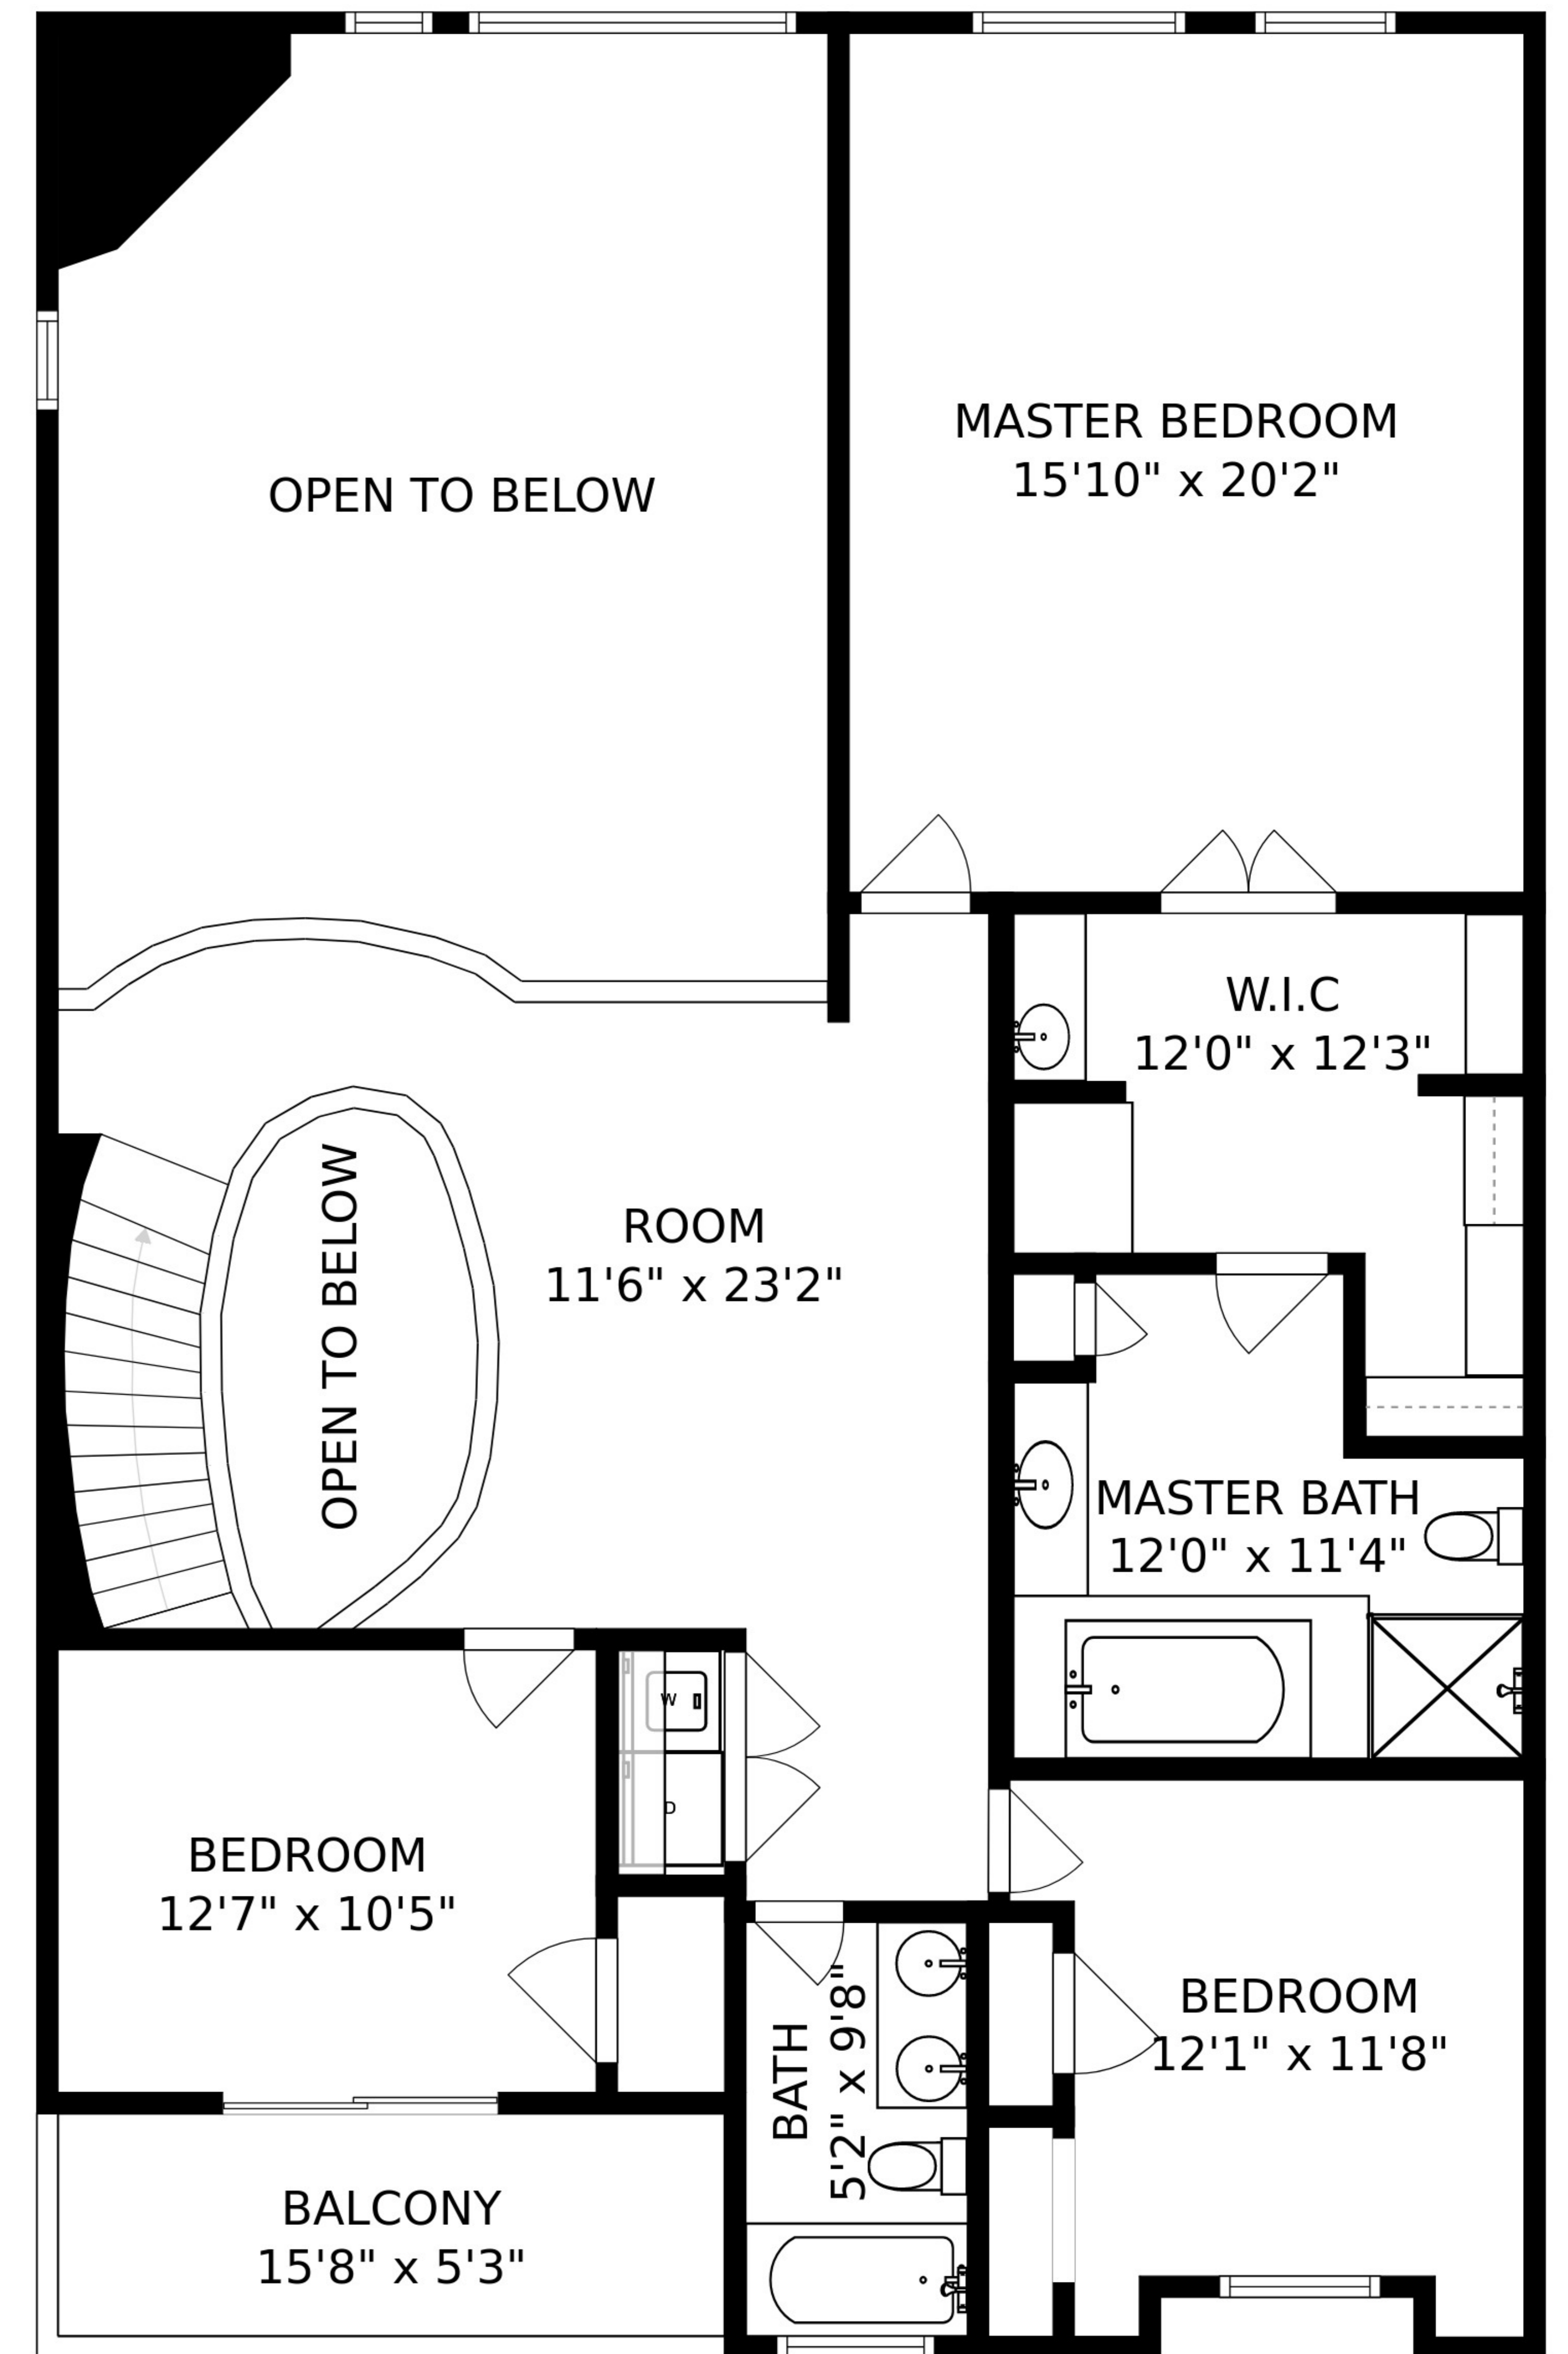 MASTER BEDROOM
15'10" x 20'2"
OPEN TO BELOW
W.I.C
12'0" x 12'3"
OPEN TO BELOW
ROOM
11'6" x 23'2"
MASTER BATH
12'0" x 11'4"
W
D
BEDROOM
12'7" x 10'5"
BATH
5'2" x 9'8"
BEDROOM
12'1" x 11'8"
BALCONY
15'8" x 5'3"